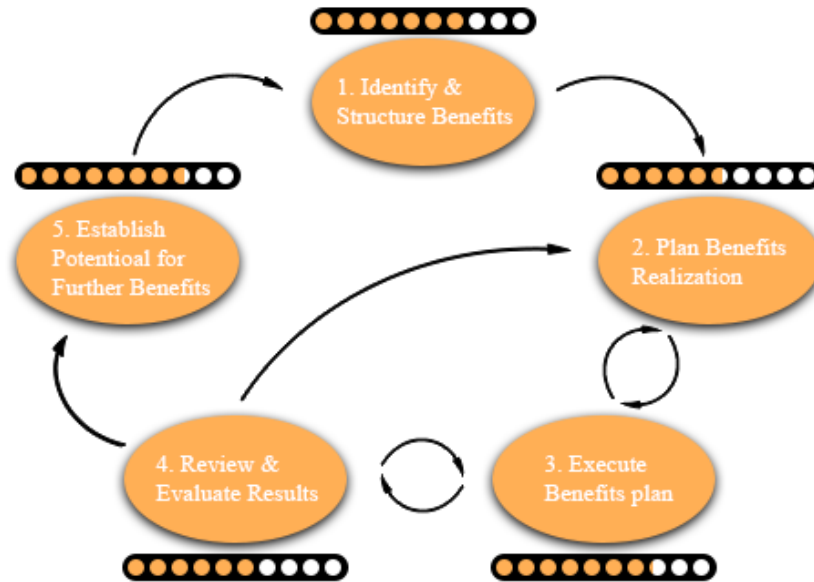 1. Identify &
Structure Benefits
2. Plan Benefits
Realization
3. Execute
Benefits plan
4. Review &
Evaluate Results
5. Establish
Potentioal for
Further Benefits